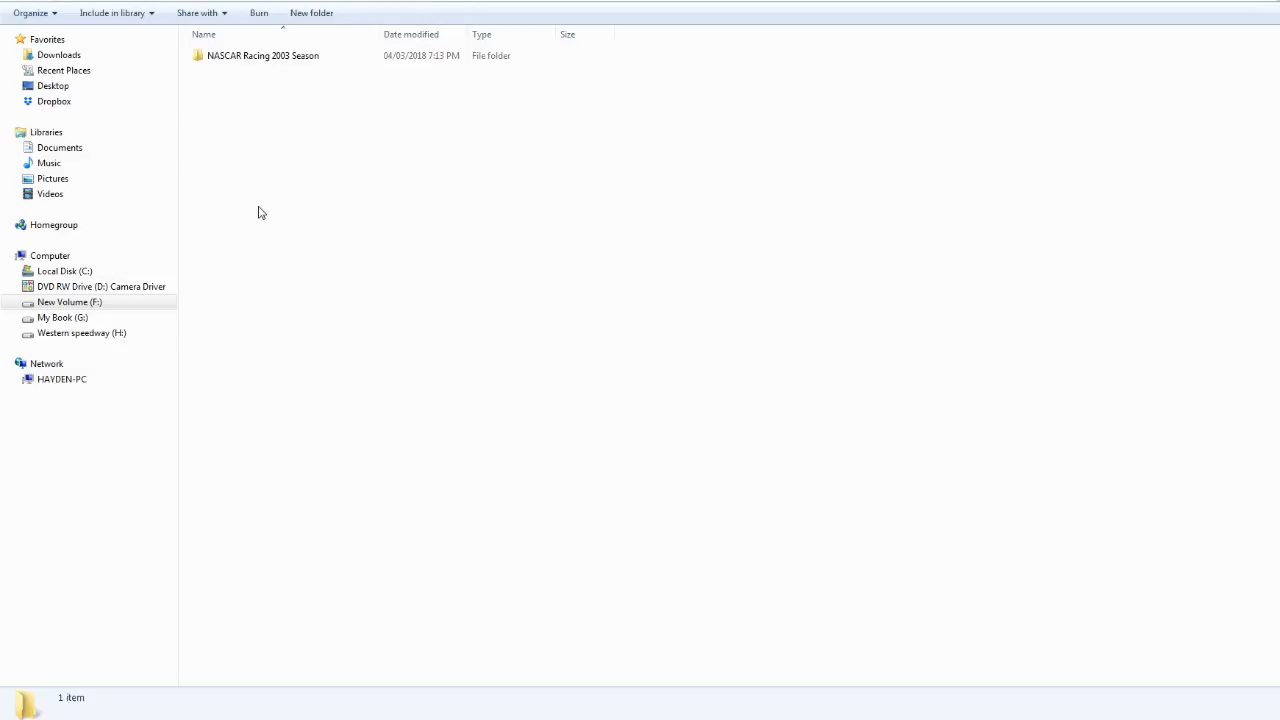 Organize Include in library Share with Burn New folder
Name Date modified Type Size
NASCAR Racing 2003 Season 04/03/2018 7:13 PM File folder
Favorites
Downloads
Recent Places
Desktop
Dropbox
Libraries
Documents
Music
Pictures
Videos
Homegroup
Computer
Local Disk (C:)
DVD RW Drive (D:) Camera Driver
New Volume (F:)
My Book (G:)
Western speedway (H:)
Network
HAYDEN-PC
1 item